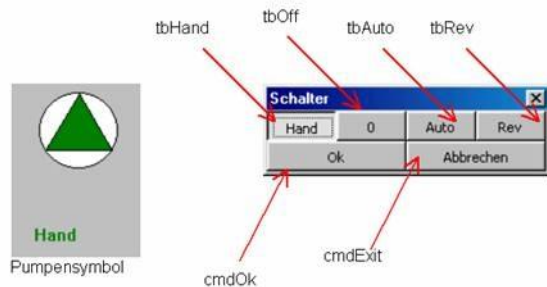 tbHand
tbOff
tbAuto
tbRev
Schalter
Hand 0 Auto Rev
Ok Abbrechen
Hand
Pumpensymbol
cmdOk
cmdExit